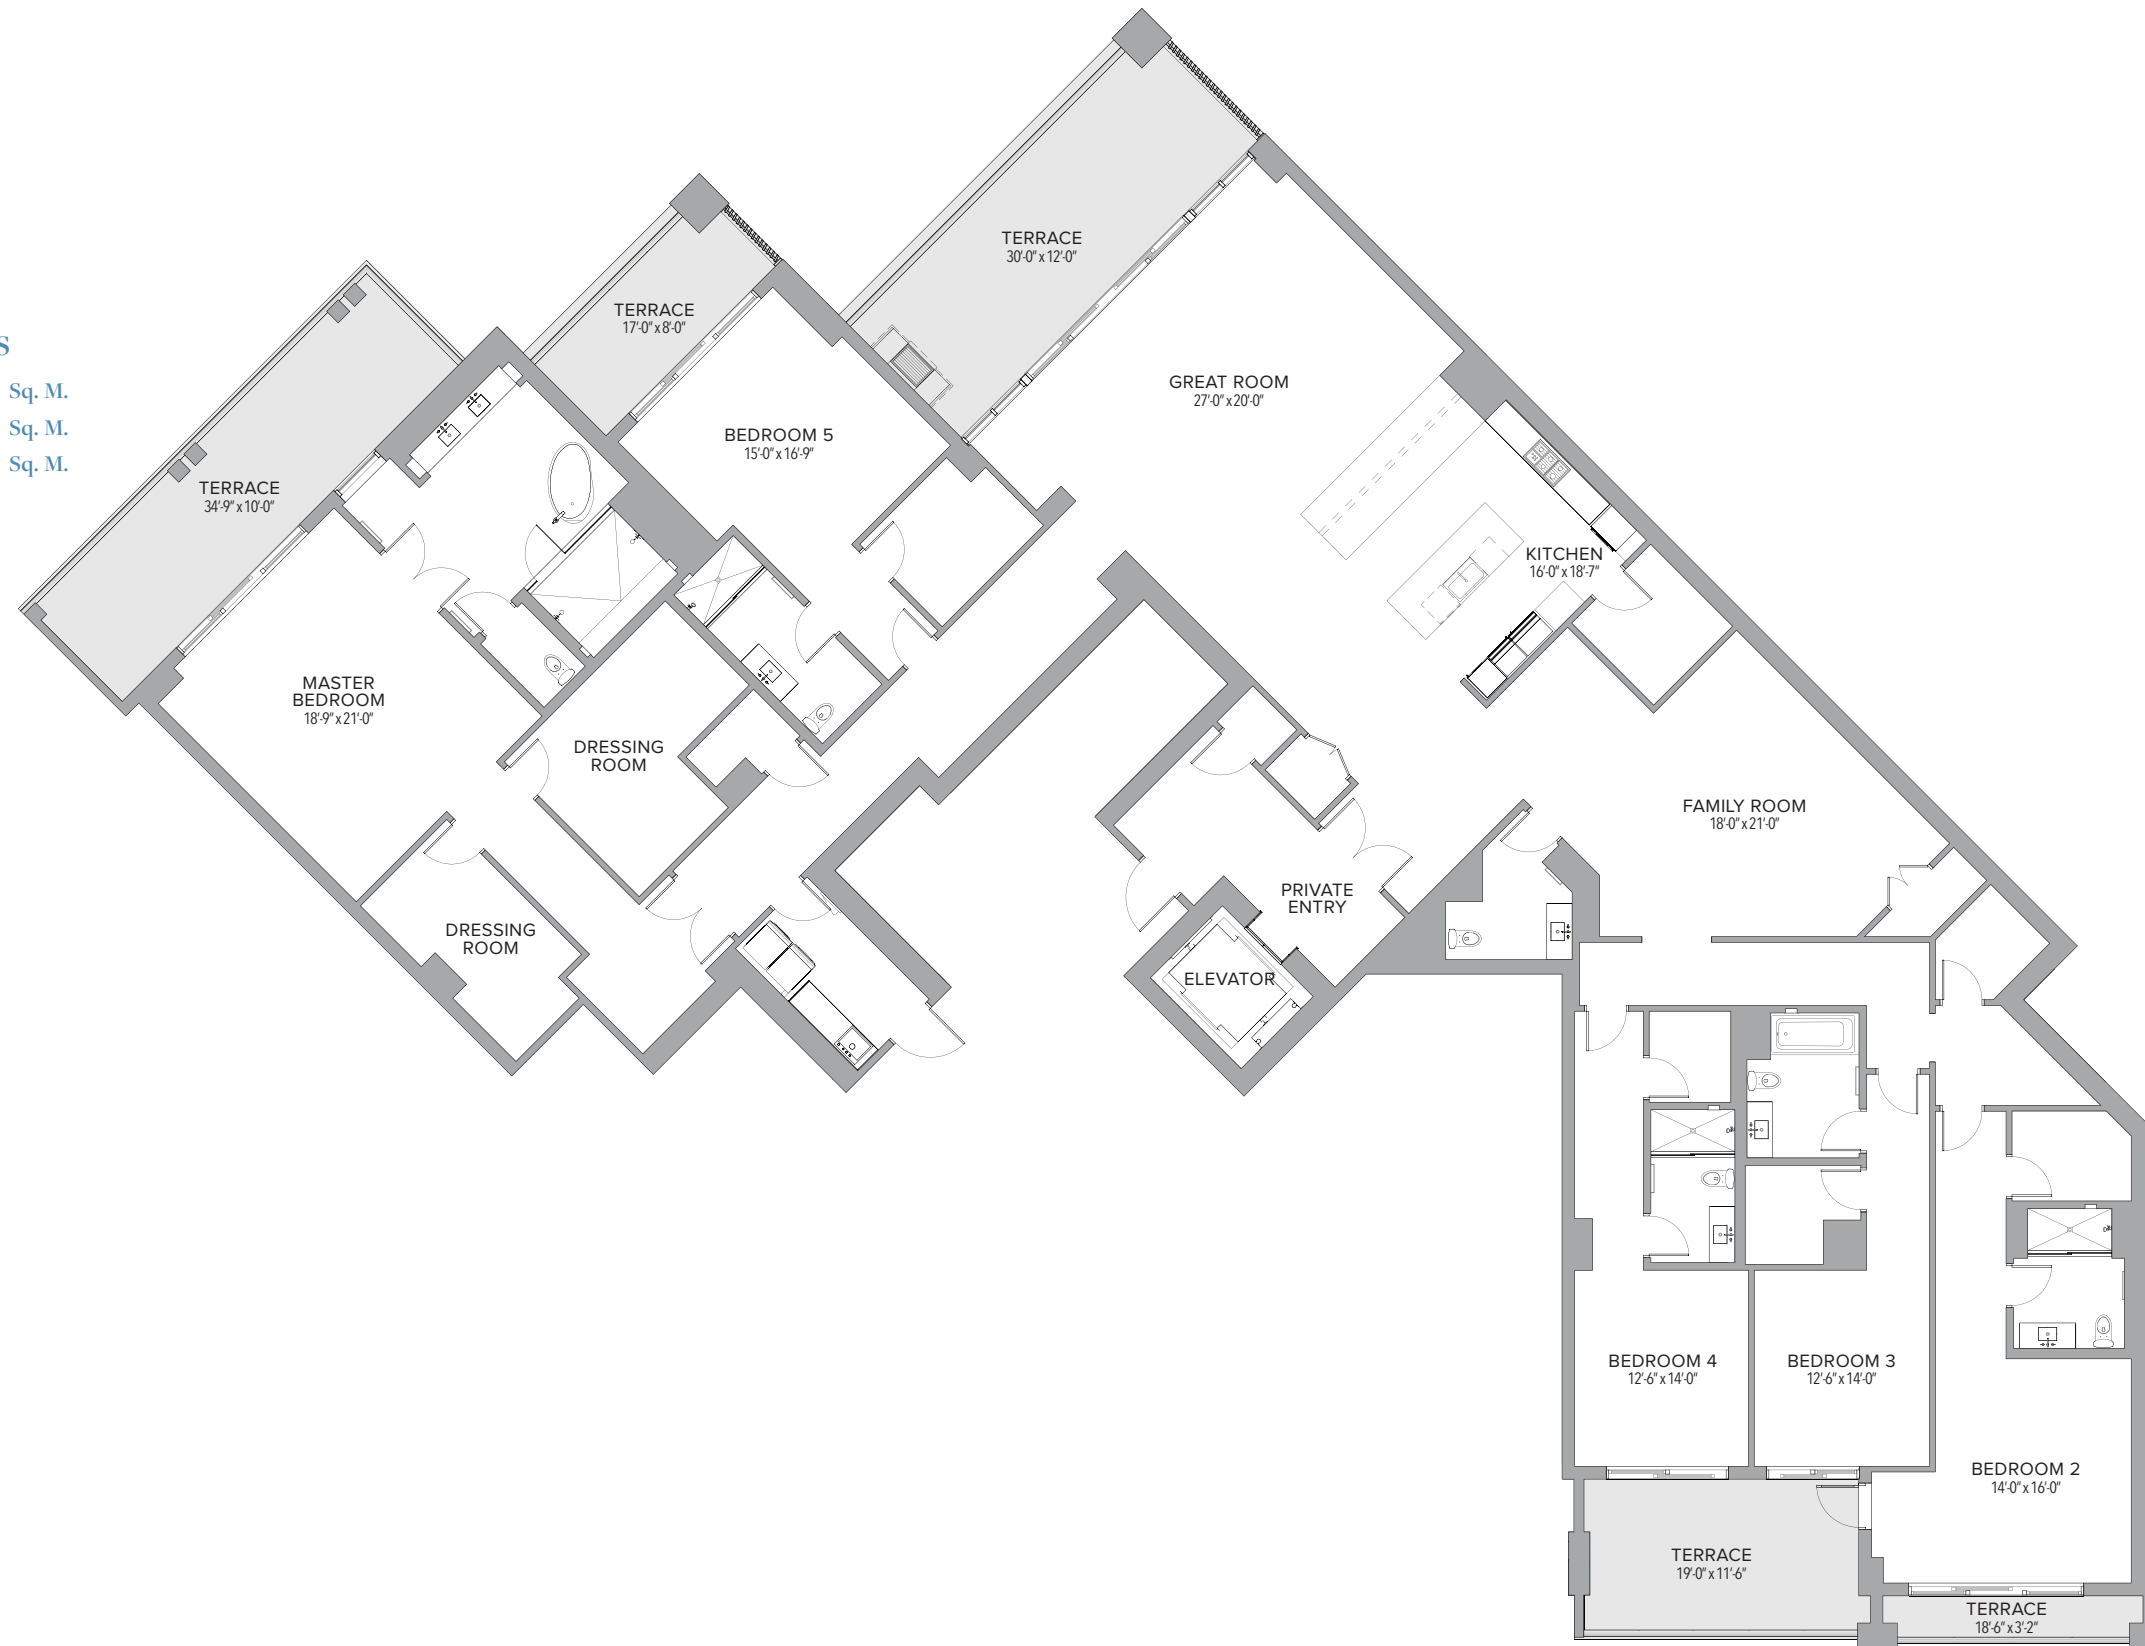 S
Sq. M.
Sq. M.
Sq. M.
TERRACE
30'-0" x 12'-0"
TERRACE
17'-0" x 8'-0"
GREAT ROOM
27'-0" x 20'-0"
BEDROOM 5
15'-0" x 16'-9"
TERRACE
34'-9" x 10'-0"
KITCHEN
16'-0" x 18'-7"
MASTER
BEDROOM
18'-9" x 21'-0"
DRESSING
ROOM
FAMILY ROOM
18'-0" x 21'-0"
PRIVATE
ENTRY
DRESSING
ROOM
ELEVATOR
BEDROOM 4
12'-6" x 14'-0"
BEDROOM 3
12'-6" x 14'-0"
BEDROOM 2
14'-0" x 16'-0"
TERRACE
19'-0" x 11'-6"
TERRACE
18'-6" x 3'-2"